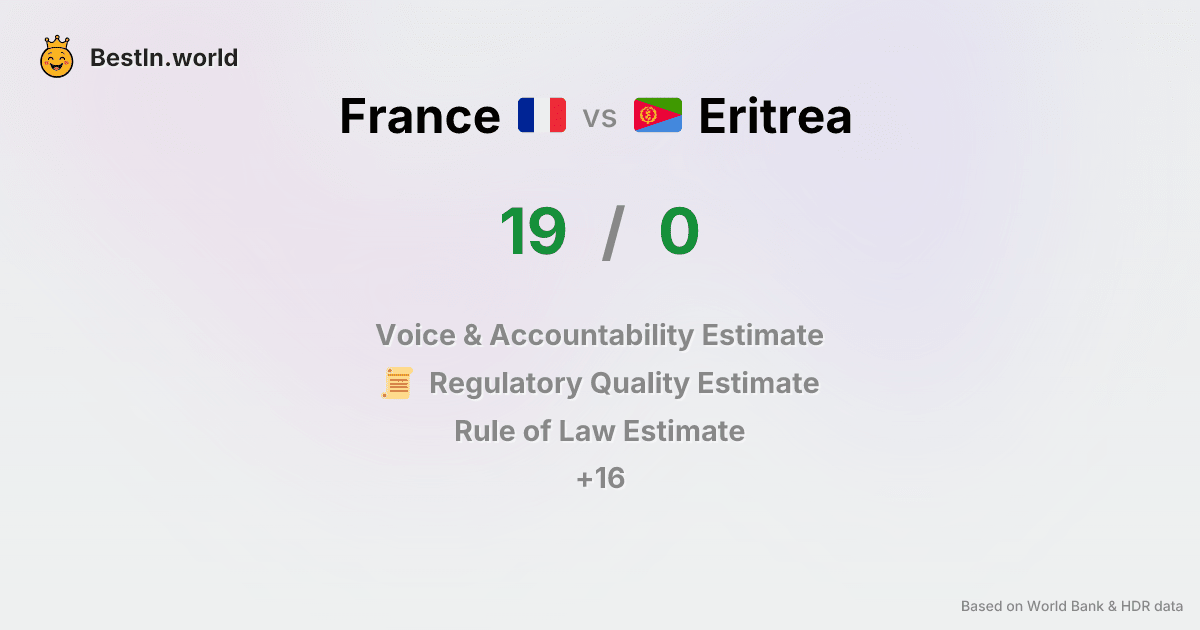 BestIn.world
France vs Eritrea
19 / 0
Voice & Accountability Estimate
Regulatory Quality Estimate
Rule of Law Estimate
+16
Based on World Bank & HDR data